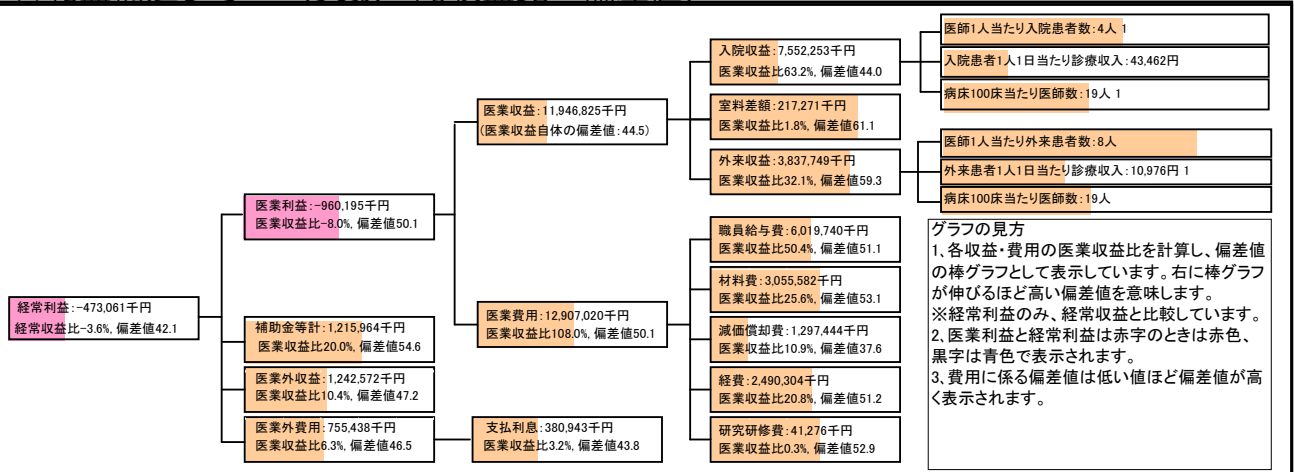 経常利益:-473,061千円
経常収益比-3.6%, 偏差値42.1
医業利益:-960,195千円
医業収益比-8.0%, 偏差値50.1
補助金等計:1,215,964千円
医業収益比20.0%, 偏差値54.6
医業外収益:1,242,572千円
医業収益比10.4%, 偏差値47.2
医業外費用:755,438千円
医業収益比6.3%, 偏差値46.5
医業収益:11,946,825千円
(医業収益自体の偏差値:44.5)
医業費用:12,907,020千円
医業収益比108.0%, 偏差値50.1
支払利息:380,943千円
医業収益比3.2%, 偏差値43.8
入院収益:7,552,253千円
医業収益比63.2%, 偏差値44.0
室料差額:217,271千円
医業収益比1.8%, 偏差値61.1
外来収益:3,837,749千円
医業収益比32.1%, 偏差値59.3
職員給与費:6,019,740千円
医業収益比50.4%, 偏差値51.1
材料費:3,055,582千円
医業収益比25.6%, 偏差値53.1
減価償却費:1,297,444千円
医業収益比10.9%, 偏差値37.6
経費:2,490,304千円
医業収益比20.8%, 偏差値51.2
研究研修費:41,276千円
医業収益比0.3%, 偏差値52.9
医師1人当たり入院患者数:4人 1
入院患者1人1日当たり診療収入:43,462円
病床100床当たり医師数:19人 1
医師1人当たり外来患者数:8人
外来患者1人1日当たり診療収入:10,976円 1
病床100床当たり医師数:19人
グラフの見方
1、各収益・費用の医業収益比を計算し、偏差値
の棒グラフとして表示しています。右に棒グラフ
が伸びるほど高い偏差値を意味します。
※経常利益のみ、経常収益と比較しています。
2、医業利益と経常利益は赤字のときは赤色、
黒字は青色で表示されます。
3、費用に係る偏差値は低い値ほど偏差値が高
く表示されます。